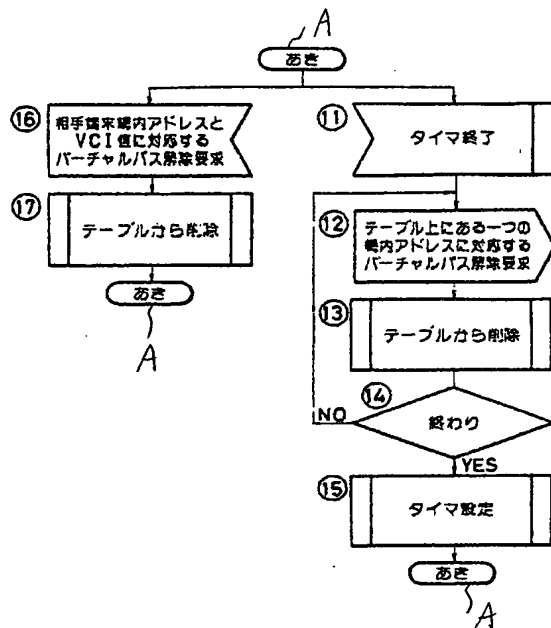 A
あき
⑯
相手端末網内アドレスと
VCI値に対応する
バーチャルパス解除要求
⑰
テーブルから削除
あき
A
⑪
タイマ終了
⑫
テーブル上にある一つの
網内アドレスに対応する
バーチャルパス解除要求
⑬
テーブルから削除
⑭
終わり
NO
YES
⑮
タイマ設定
あき
A